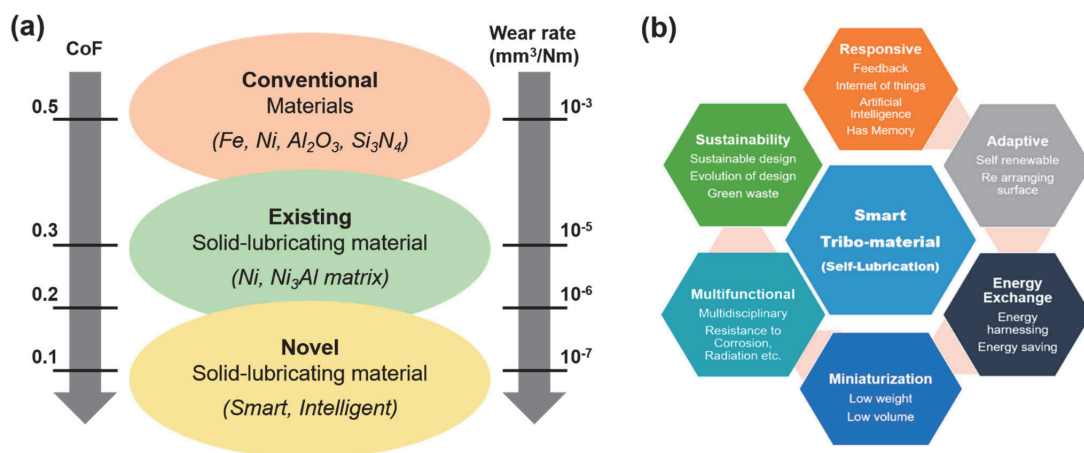 (a)
CoF
0.5
0.3
0.2
0.1
Conventional
Materials
(Fe, Ni, Al₂O₃, Si₃N₄)
Existing
Solid-lubricating material
(Ni, Ni₃Al matrix)
Novel
Solid-lubricating material
(Smart, Intelligent)
Wear rate
(mm³/Nm)
10⁻³
10⁻⁵
10⁻⁶
10⁻⁷
(b)
Responsive
Feedback
Internet of things
Artificial
Intelligence
Has Memory
Sustainability
Sustainable design
Evolution of design
Green waste
Adaptive
Self renewable
Re arranging
surface
Smart
Tribo-material
(Self-Lubrication)
Multifunctional
Multidisciplinary
Resistance to
Corrosion,
Radiation etc.
Energy
Exchange
Energy
harnessing
Energy saving
Miniaturization
Low weight
Low volume